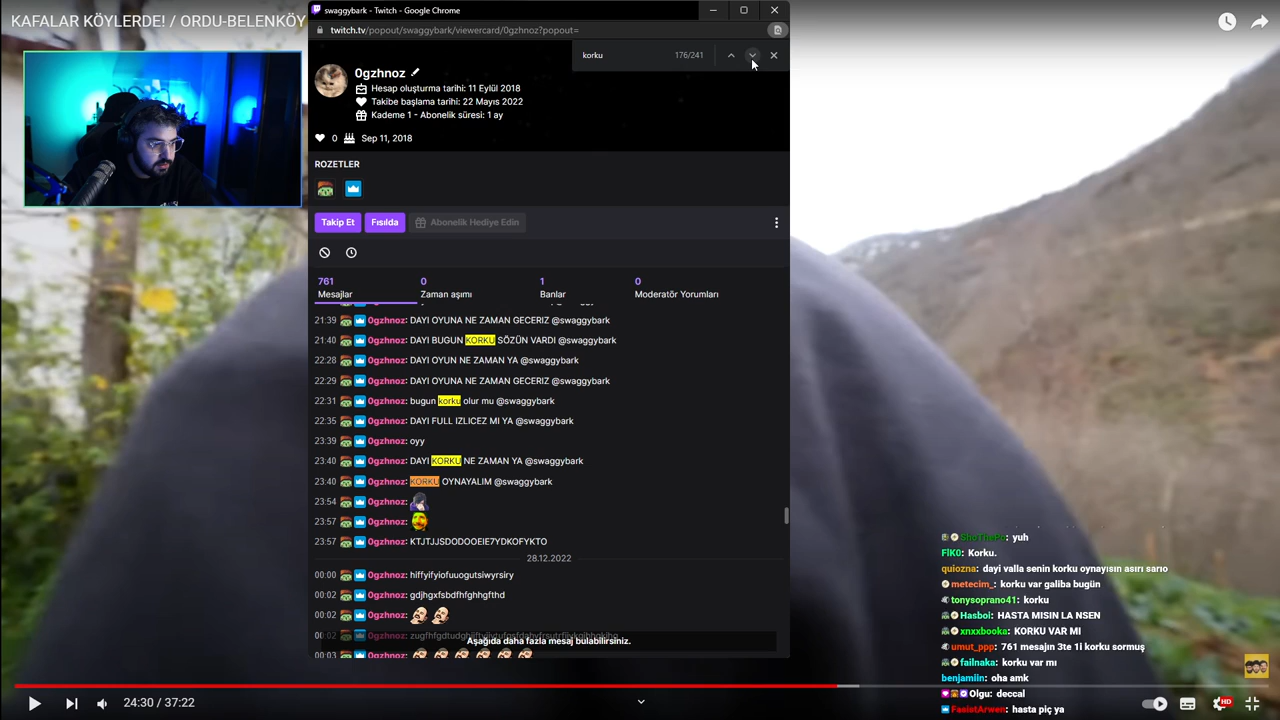 KAFALAR KÖYLERDE! / ORDU-BELENKÖY
swaggybark - Twitch - Google Chrome
twitch.tv/popout/swaggybark/viewercard/0gzhnoz?popout=
korku 176/241
0gzhnoz
Hesap oluşturma tarihi: 11 Eylül 2018
Takibe başlama tarihi: 22 Mayıs 2022
Kademe 1 - Abonelik süresi: 1 ay
0 Sep 11, 2018
ROZETLER
Takip Et Fısılda Abonelik Hediye Edin
761 0 1 0
Mesajlar Zaman aşımı Banlar Moderatör Yorumları
21:39 0gzhnoz: DAYI OYUNA NE ZAMAN GECERIZ @swaggybark
21:40 0gzhnoz: DAYI BUGUN KORKU SÖZÜN VARDI @swaggybark
22:28 0gzhnoz: DAYI OYUN NE ZAMAN YA @swaggybark
22:29 0gzhnoz: DAYI OYUNA NE ZAMAN GECERIZ @swaggybark
22:31 0gzhnoz: bugun korku olur mu @swaggybark
22:35 0gzhnoz: DAYI FULL IZLICEZ MI YA @swaggybark
23:39 0gzhnoz: oyy
23:40 0gzhnoz: DAYI KORKU NE ZAMAN YA @swaggybark
23:40 0gzhnoz: KORKU OYNAYALIM @swaggybark
23:54 0gzhnoz:
23:57 0gzhnoz:
23:57 0gzhnoz: KTJTJJSDODOOEIE7YDKOFYKTO
28.12.2022
00:00 0gzhnoz: hiffyifyiofuuogutsiwyrsiry
00:02 0gzhnoz: gdjhgxfsbdfhfghhgfthd
00:02 0gzhnoz:
00:02 0gzhnoz:
Aşağıda daha fazla mesaj bulabilirsiniz.
00:03 0gzhnoz:
yuh
FlK0: Korku.
quiozna: dayi valla senin korku oynayısın asırı sarıo
metecim_: korku var galiba bugün
tonysoprano41: korku
Hasboi: HASTA MISIN LA NSEN
xnxxbooka: KORKU VAR MI
umut_ppp: 761 mesajın 3te 1i korku sormuş
failnaka: korku var mı
benjamiin: oha amk
Olgu: deccal
FasistArwen: hasta piç ya
24:30 / 37:22
HD